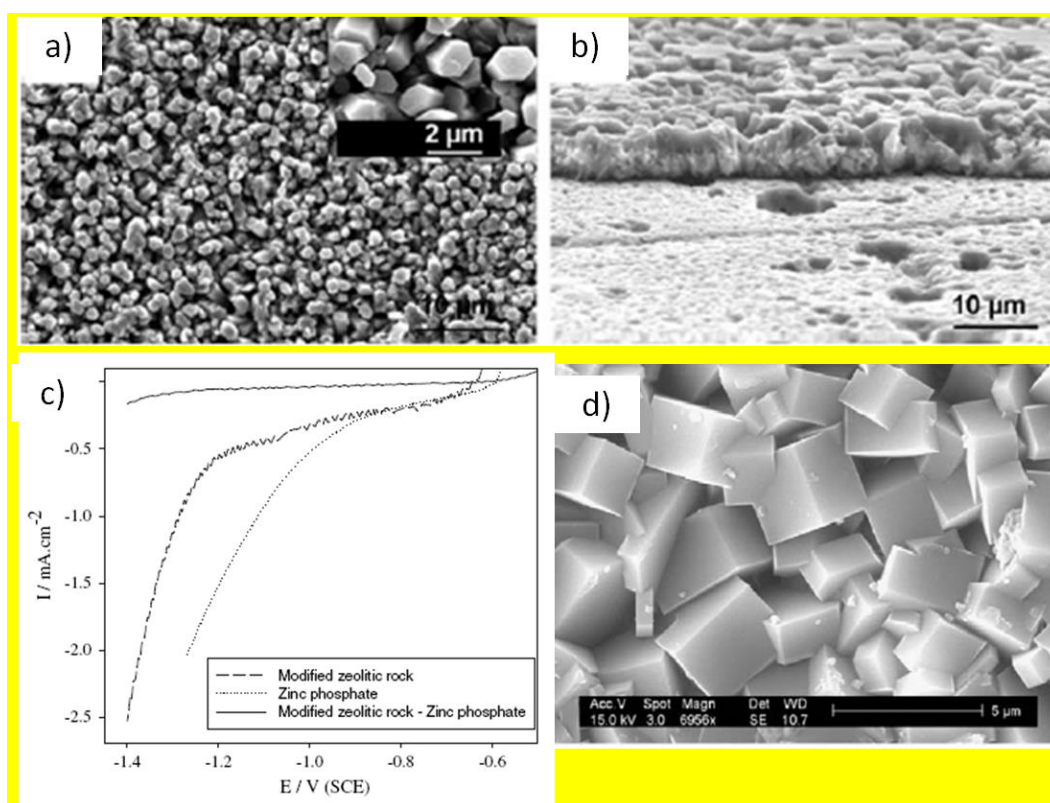 a)
2 µm
10 µm
b)
10 µm
c)
I / mA.cm-2
-0.5
-1.0
-1.5
-2.0
-2.5
Modified zeolitic rock
Zinc phosphate
Modified zeolitic rock - Zinc phosphate
-1.4 -1.2 -1.0 -0.8 -0.6
E / V (SCE)
d)
Acc.V Spot Magn Det WD
15.0 kV 3.0 6956x SE 10.7 5 µm